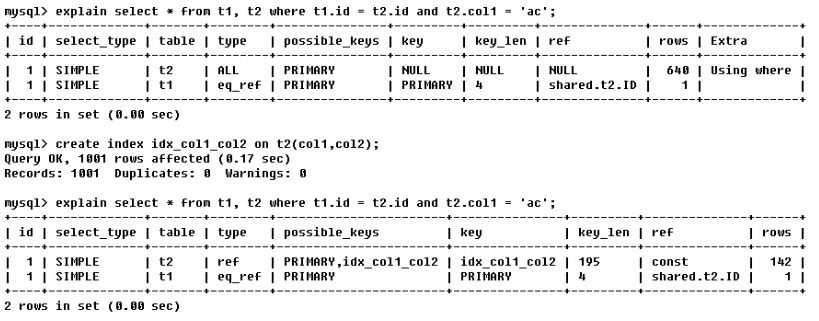 mysql> explain select * from t1, t2 where t1.id = t2.id and t2.col1 = 'ac';
+----+-------------+-------+--------+---------------+---------+---------+--------------+------+-------------+
| id | select_type | table | type   | possible_keys | key     | key_len | ref          | rows | Extra       |
+----+-------------+-------+--------+---------------+---------+---------+--------------+------+-------------+
|  1 | SIMPLE      | t2    | ALL    | PRIMARY       | NULL    | NULL    | NULL         |  640 | Using where |
|  1 | SIMPLE      | t1    | eq_ref | PRIMARY       | PRIMARY | 4       | shared.t2.ID |    1 |             |
+----+-------------+-------+--------+---------------+---------+---------+--------------+------+-------------+
2 rows in set (0.00 sec)
mysql> create index idx_col1_col2 on t2(col1,col2);
Query OK, 1001 rows affected (0.17 sec)
Records: 1001  Duplicates: 0  Warnings: 0
mysql> explain select * from t1, t2 where t1.id = t2.id and t2.col1 = 'ac';
+----+-------------+-------+--------+-----------------------+---------------+---------+--------------+------+
| id | select_type | table | type   | possible_keys         | key           | key_len | ref          | rows |
+----+-------------+-------+--------+-----------------------+---------------+---------+--------------+------+
|  1 | SIMPLE      | t2    | ref    | PRIMARY,idx_col1_col2 | idx_col1_col2 | 195     | const        |  142 |
|  1 | SIMPLE      | t1    | eq_ref | PRIMARY               | PRIMARY       | 4       | shared.t2.ID |    1 |
+----+-------------+-------+--------+-----------------------+---------------+---------+--------------+------+
2 rows in set (0.00 sec)